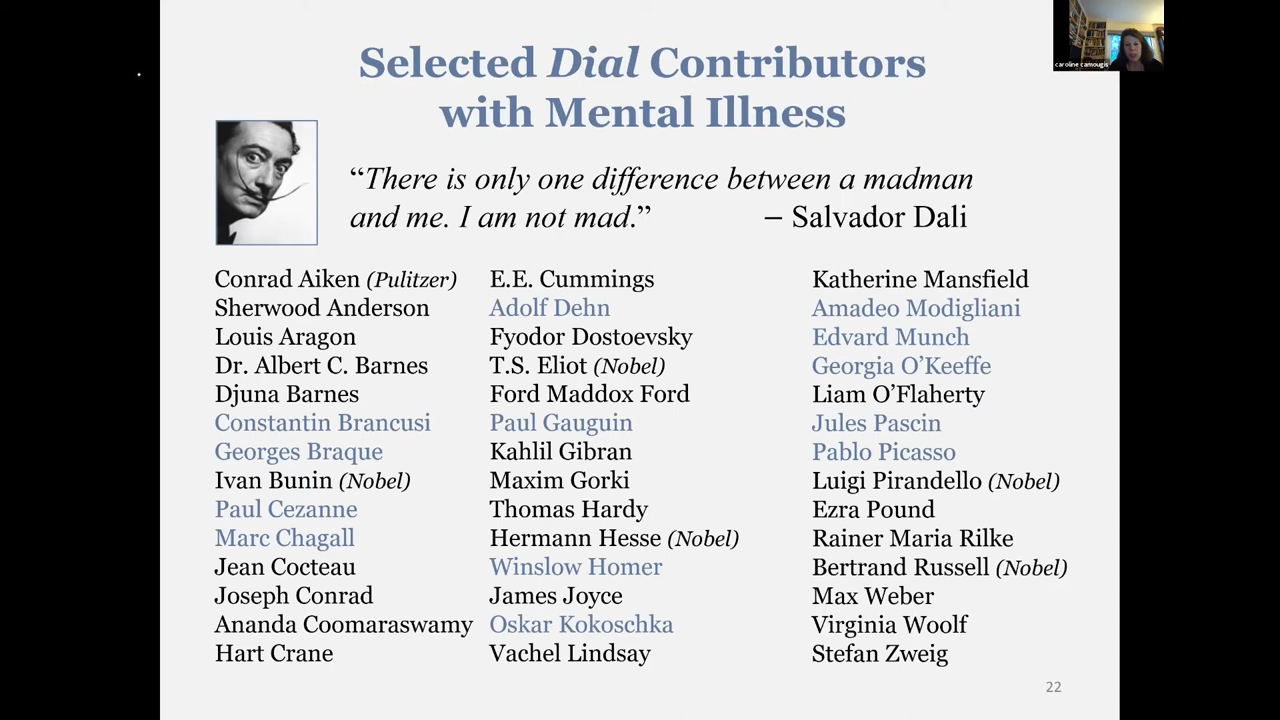 caroline camougis
Selected Dial Contributors
with Mental Illness
“There is only one difference between a madman
and me. I am not mad.” – Salvador Dali
Conrad Aiken (Pulitzer)
Sherwood Anderson
Louis Aragon
Dr. Albert C. Barnes
Djuna Barnes
Constantin Brancusi
Georges Braque
Ivan Bunin (Nobel)
Paul Cezanne
Marc Chagall
Jean Cocteau
Joseph Conrad
Ananda Coomaraswamy
Hart Crane
E.E. Cummings
Adolf Dehn
Fyodor Dostoevsky
T.S. Eliot (Nobel)
Ford Maddox Ford
Paul Gauguin
Kahlil Gibran
Maxim Gorki
Thomas Hardy
Hermann Hesse (Nobel)
Winslow Homer
James Joyce
Oskar Kokoschka
Vachel Lindsay
Katherine Mansfield
Amadeo Modigliani
Edvard Munch
Georgia O’Keeffe
Liam O’Flaherty
Jules Pascin
Pablo Picasso
Luigi Pirandello (Nobel)
Ezra Pound
Rainer Maria Rilke
Bertrand Russell (Nobel)
Max Weber
Virginia Woolf
Stefan Zweig
22